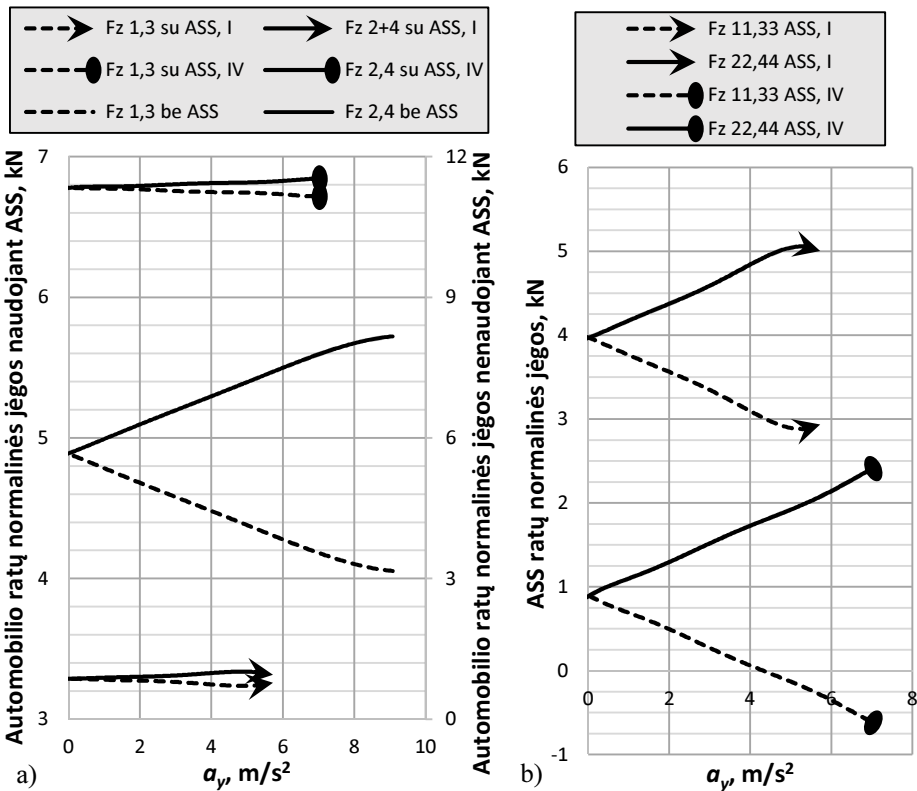 Fz 1,3 su ASS, I
Fz 2+4 su ASS, I
Fz 1,3 su ASS, IV
Fz 2,4 su ASS, IV
Fz 1,3 be ASS
Fz 2,4 be ASS
Automobilio ratų normalinės jėgos naudojant ASS, kN
7
6
5
4
3
12
9
6
3
0
Automobilio ratų normalinės jėgos nenaudojant ASS, kN
0 2 4 6 8 10
a) ay, m/s²
Fz 11,33 ASS, I
Fz 22,44 ASS, I
Fz 11,33 ASS, IV
Fz 22,44 ASS, IV
ASS ratų normalinės jėgos, kN
6
5
4
3
2
1
0
-1
0 2 4 6 8
b) ay, m/s²